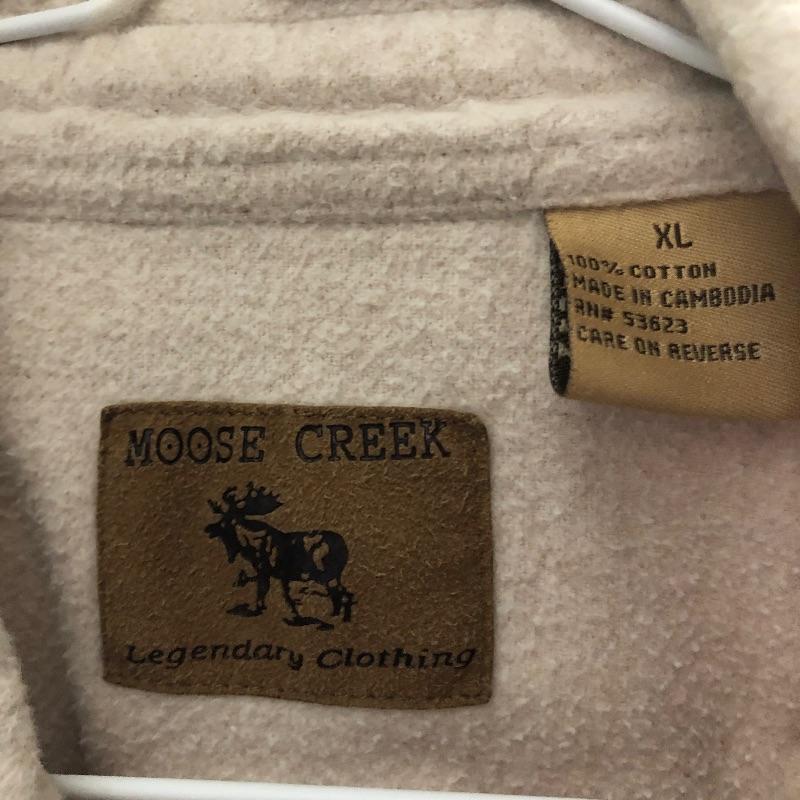 XL
100% COTTON
MADE IN CAMBODIA
RN# 53623
CARE ON REVERSE
MOOSE CREEK
Legendary Clothing